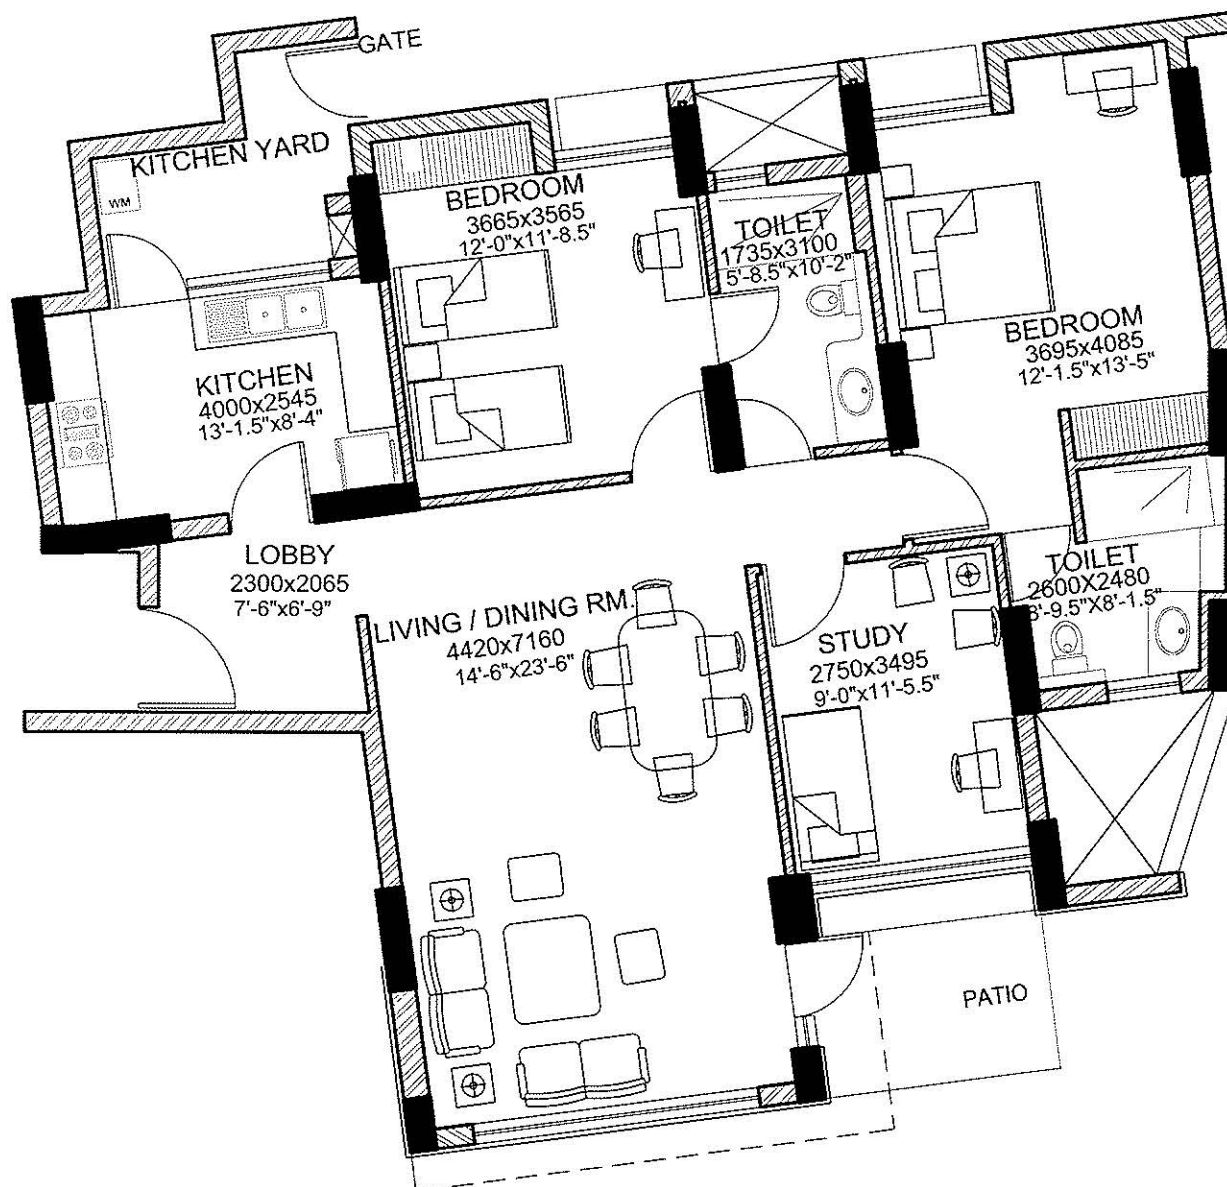 GATE
KITCHEN YARD
WM
BEDROOM
3665x3565
12'-0"x11'-8.5"
TOILET
1735x3100
5'-8.5"x10'-2"
BEDROOM
3695x4085
12'-1.5"x13'-5"
KITCHEN
4000x2545
13'-1.5"x8'-4"
LOBBY
2300x2065
7'-6"x6'-9"
LIVING / DINING RM.
4420x7160
14'-6"x23'-6"
STUDY
2750x3495
9'-0"x11'-5.5"
TOILET
2600X2480
8'-9.5"X8'-1.5"
PATIO